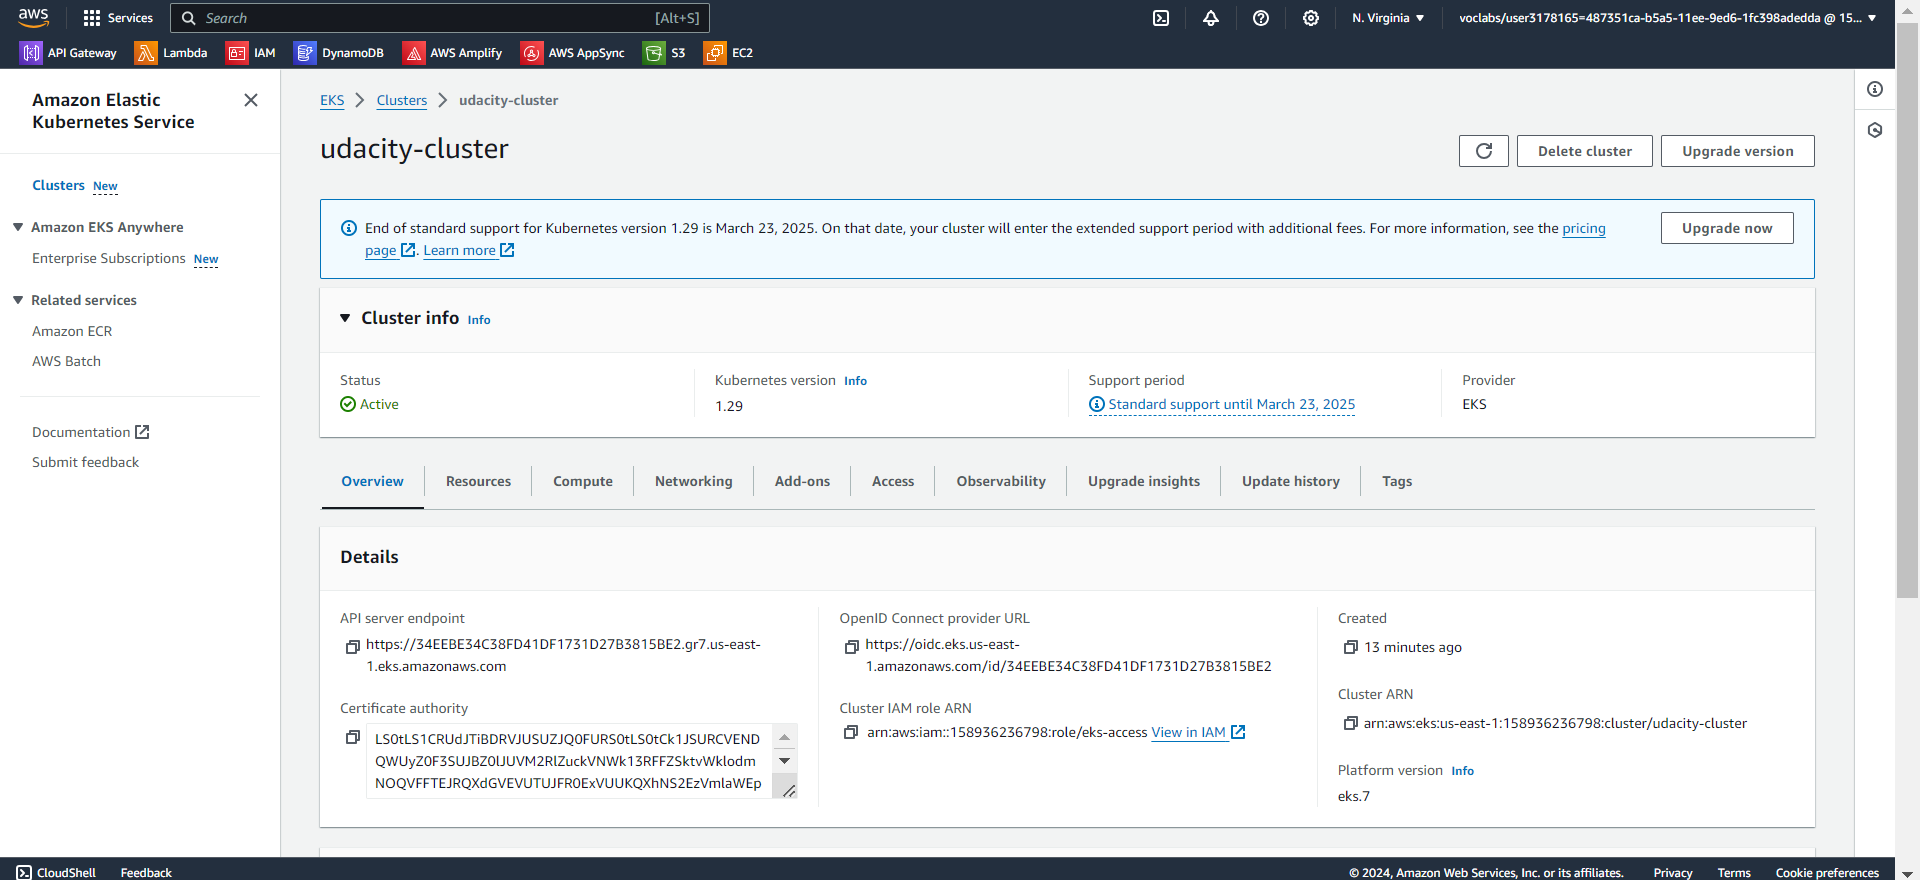 aws
Services
Search
[Alt+S]
N. Virginia
voclabs/user3178165=487351ca-b5a5-11ee-9ed6-1fc398adedda @ 15...
API Gateway
Lambda
IAM
DynamoDB
AWS Amplify
AWS AppSync
S3
EC2
Amazon Elastic
Kubernetes Service
Clusters New
Amazon EKS Anywhere
Enterprise Subscriptions New
Related services
Amazon ECR
AWS Batch
Documentation
Submit feedback
EKS
Clusters
udacity-cluster
udacity-cluster
Delete cluster
Upgrade version
End of standard support for Kubernetes version 1.29 is March 23, 2025. On that date, your cluster will enter the extended support period with additional fees. For more information, see the pricing
page . Learn more
Upgrade now
Cluster info Info
Status
Active
Kubernetes version Info
1.29
Support period
Standard support until March 23, 2025
Provider
EKS
Overview
Resources
Compute
Networking
Add-ons
Access
Observability
Upgrade insights
Update history
Tags
Details
API server endpoint
https://34EEBE34C38FD41DF1731D27B3815BE2.gr7.us-east-
1.eks.amazonaws.com
Certificate authority
LS0tLS1CRUdJTiBDRVJUSUZJQ0FURS0tLS0tCk1JSURCVEND
QWUyZ0F3SUJBZ0lJUVM2RlZuckVNWk13RFFZSktvWklodm
NOQVFFTEJRQXdGVEVUTUJFR0ExVUUKQXhNS2EzVmlaWEp
OpenID Connect provider URL
https://oidc.eks.us-east-
1.amazonaws.com/id/34EEBE34C38FD41DF1731D27B3815BE2
Cluster IAM role ARN
arn:aws:iam::158936236798:role/eks-access View in IAM
Created
13 minutes ago
Cluster ARN
arn:aws:eks:us-east-1:158936236798:cluster/udacity-cluster
Platform version Info
eks.7
CloudShell
Feedback
© 2024, Amazon Web Services, Inc. or its affiliates.
Privacy
Terms
Cookie preferences